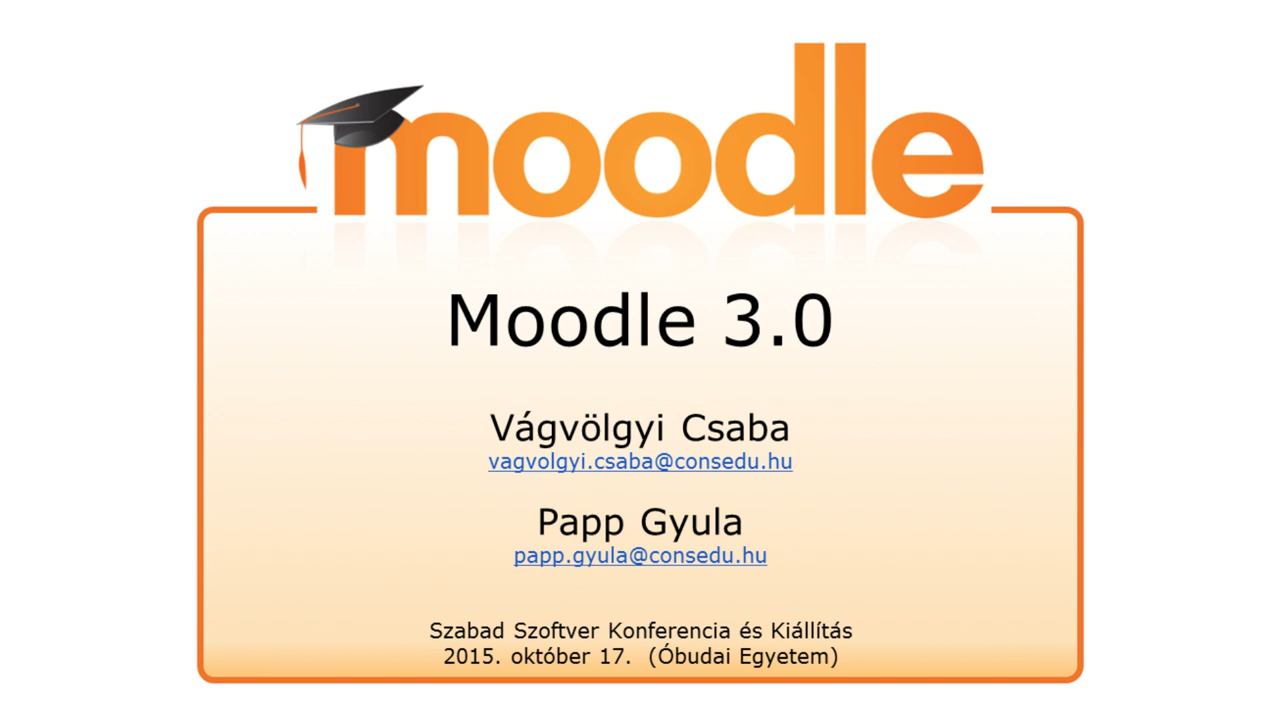 moodle
Moodle 3.0
Vágvölgyi Csaba
vagvolgyi.csaba@consedu.hu
Papp Gyula
papp.gyula@consedu.hu
Szabad Szoftver Konferencia és Kiállítás
2015. október 17.  (Óbudai Egyetem)